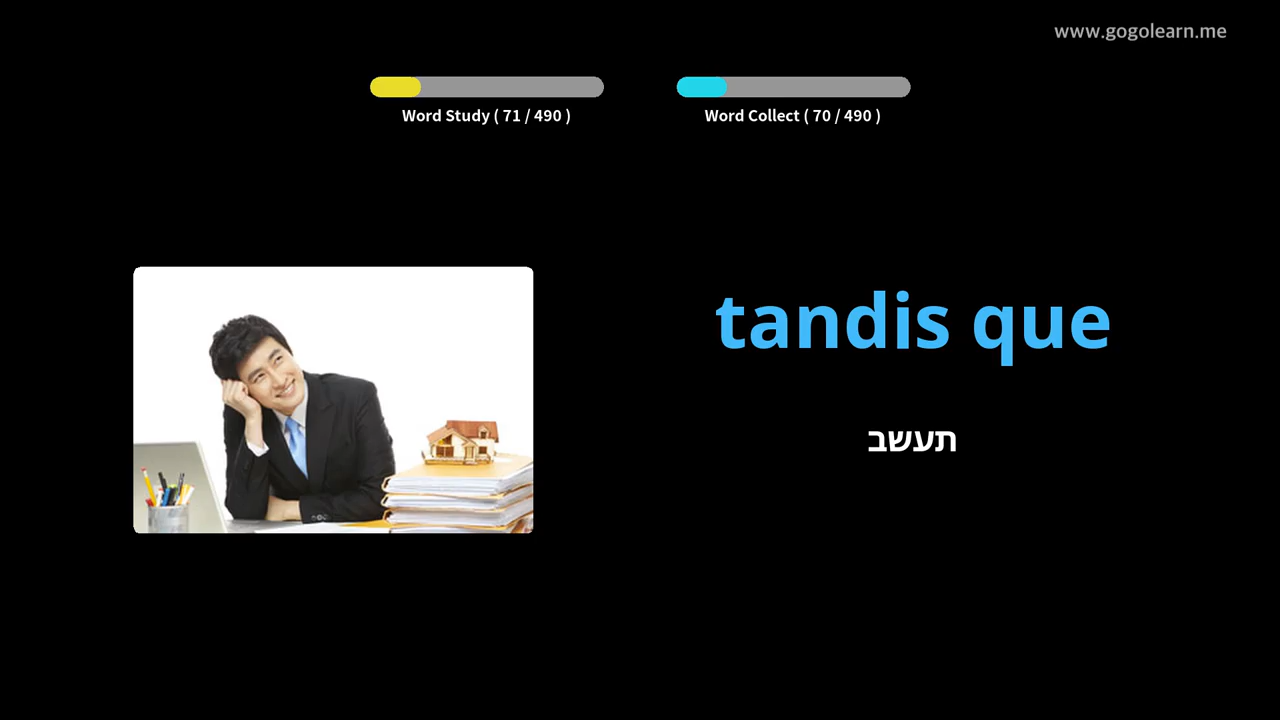 www.gogolearn.me
Word Study ( 71 / 490 )
Word Collect ( 70 / 490 )
tandis que
תעשב